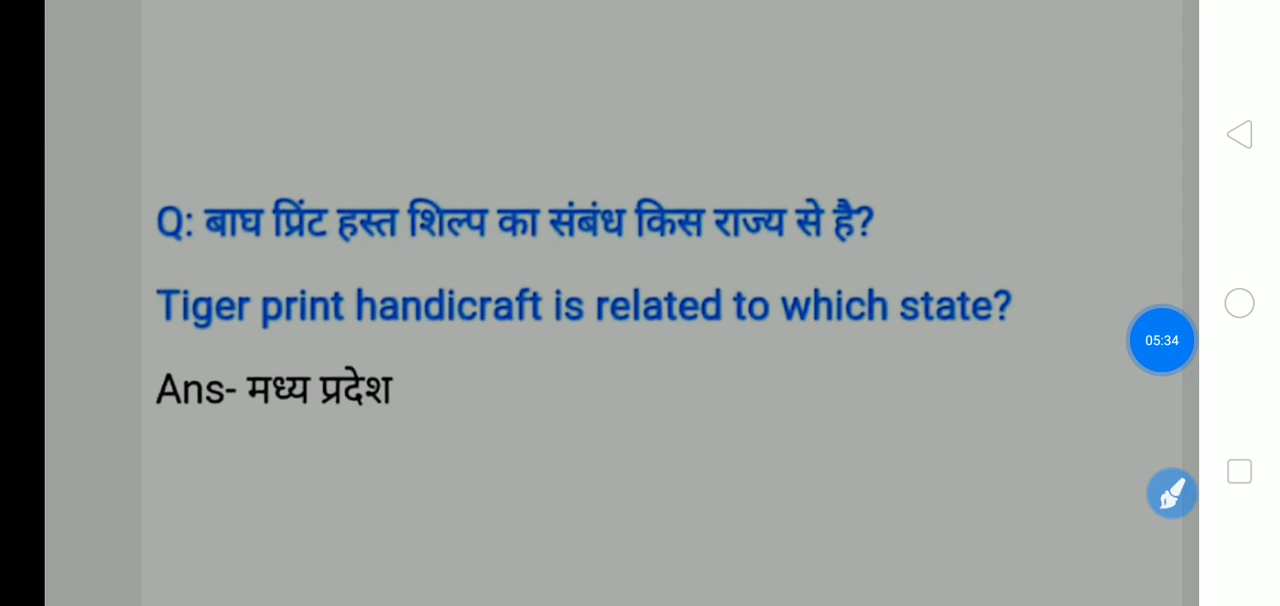 Q: बाघ प्रिंट हस्त शिल्प का संबंध किस राज्य से है?
Tiger print handicraft is related to which state?
Ans- मध्य प्रदेश
05:34